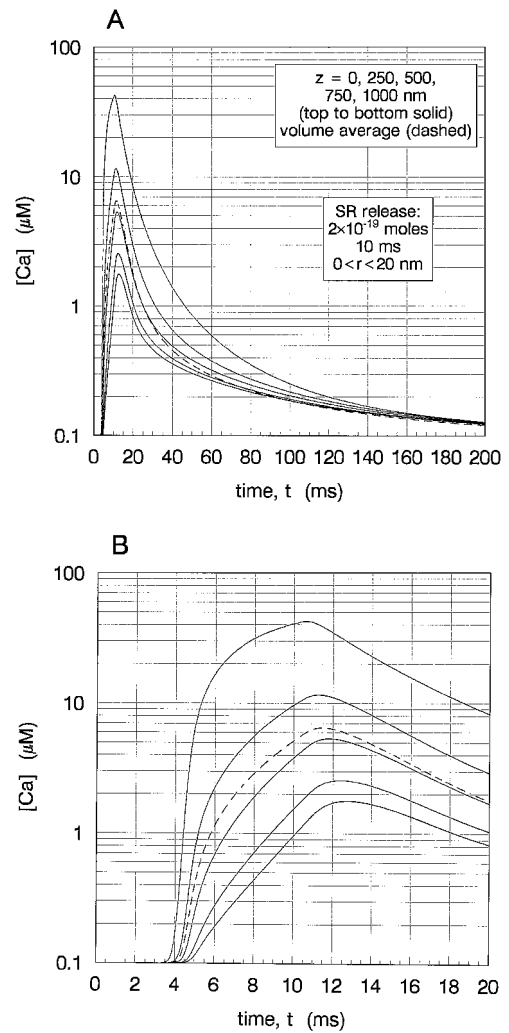 A
100
10
1
0.1
[Ca] (μM)
z = 0, 250, 500,
750, 1000 nm
(top to bottom solid)
volume average (dashed)
SR release:
2×10⁻¹⁹ moles
10 ms
0<r<20 nm
0 20 40 60 80 100 120 140 160 180 200
time, t (ms)
B
100
10
1
0.1
[Ca] (μM)
0 2 4 6 8 10 12 14 16 18 20
time, t (ms)